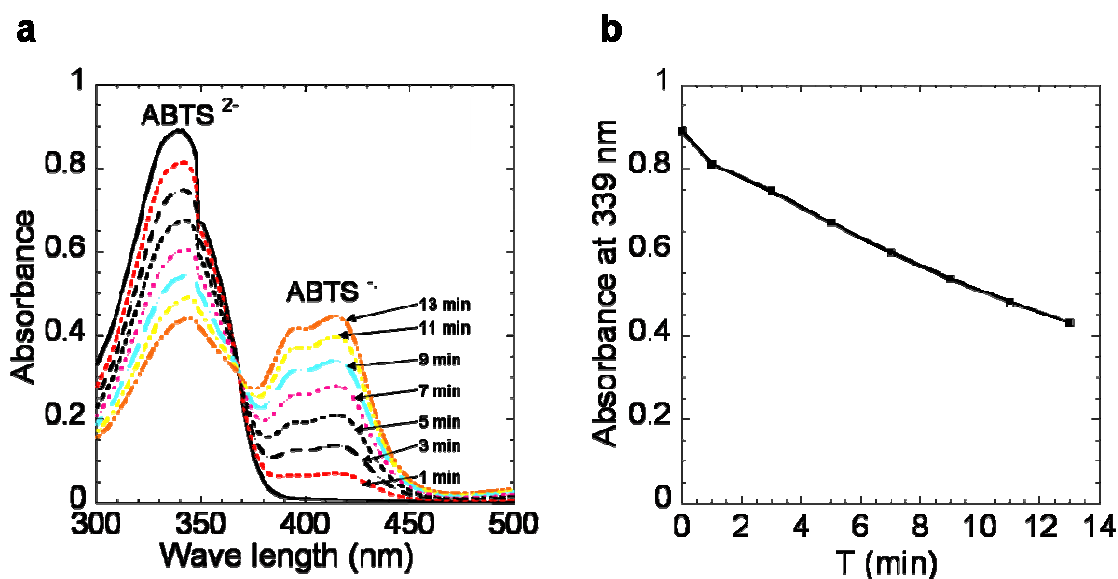 a
1
0.8
0.6
0.4
0.2
0
Absorbance
ABTS 2-
ABTS -.
13 min
11 min
9 min
7 min
5 min
3 min
1 min
300 350 400 450 500
Wave length (nm)
b
1
0.8
0.6
0.4
0.2
0
Absorbance at 339 nm
0 2 4 6 8 10 12 14
T (min)